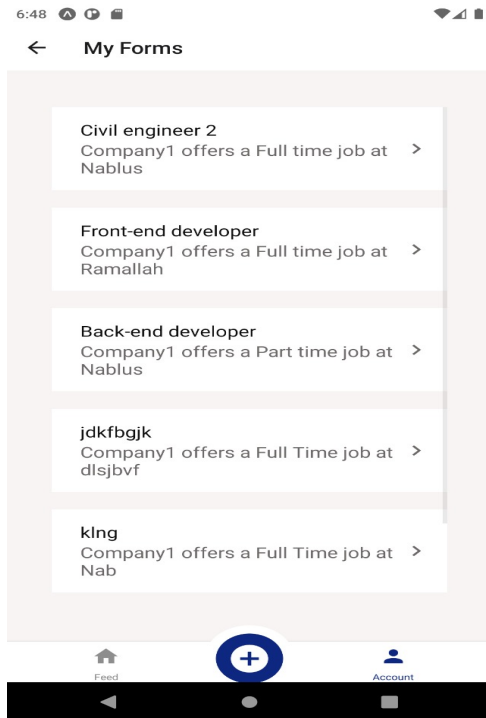 6:48
My Forms
Civil engineer 2
Company1 offers a Full time job at
Nablus
Front-end developer
Company1 offers a Full time job at
Ramallah
Back-end developer
Company1 offers a Part time job at
Nablus
jdkfbgjk
Company1 offers a Full Time job at
dlsjbvf
klng
Company1 offers a Full Time job at
Nab
Feed
Account